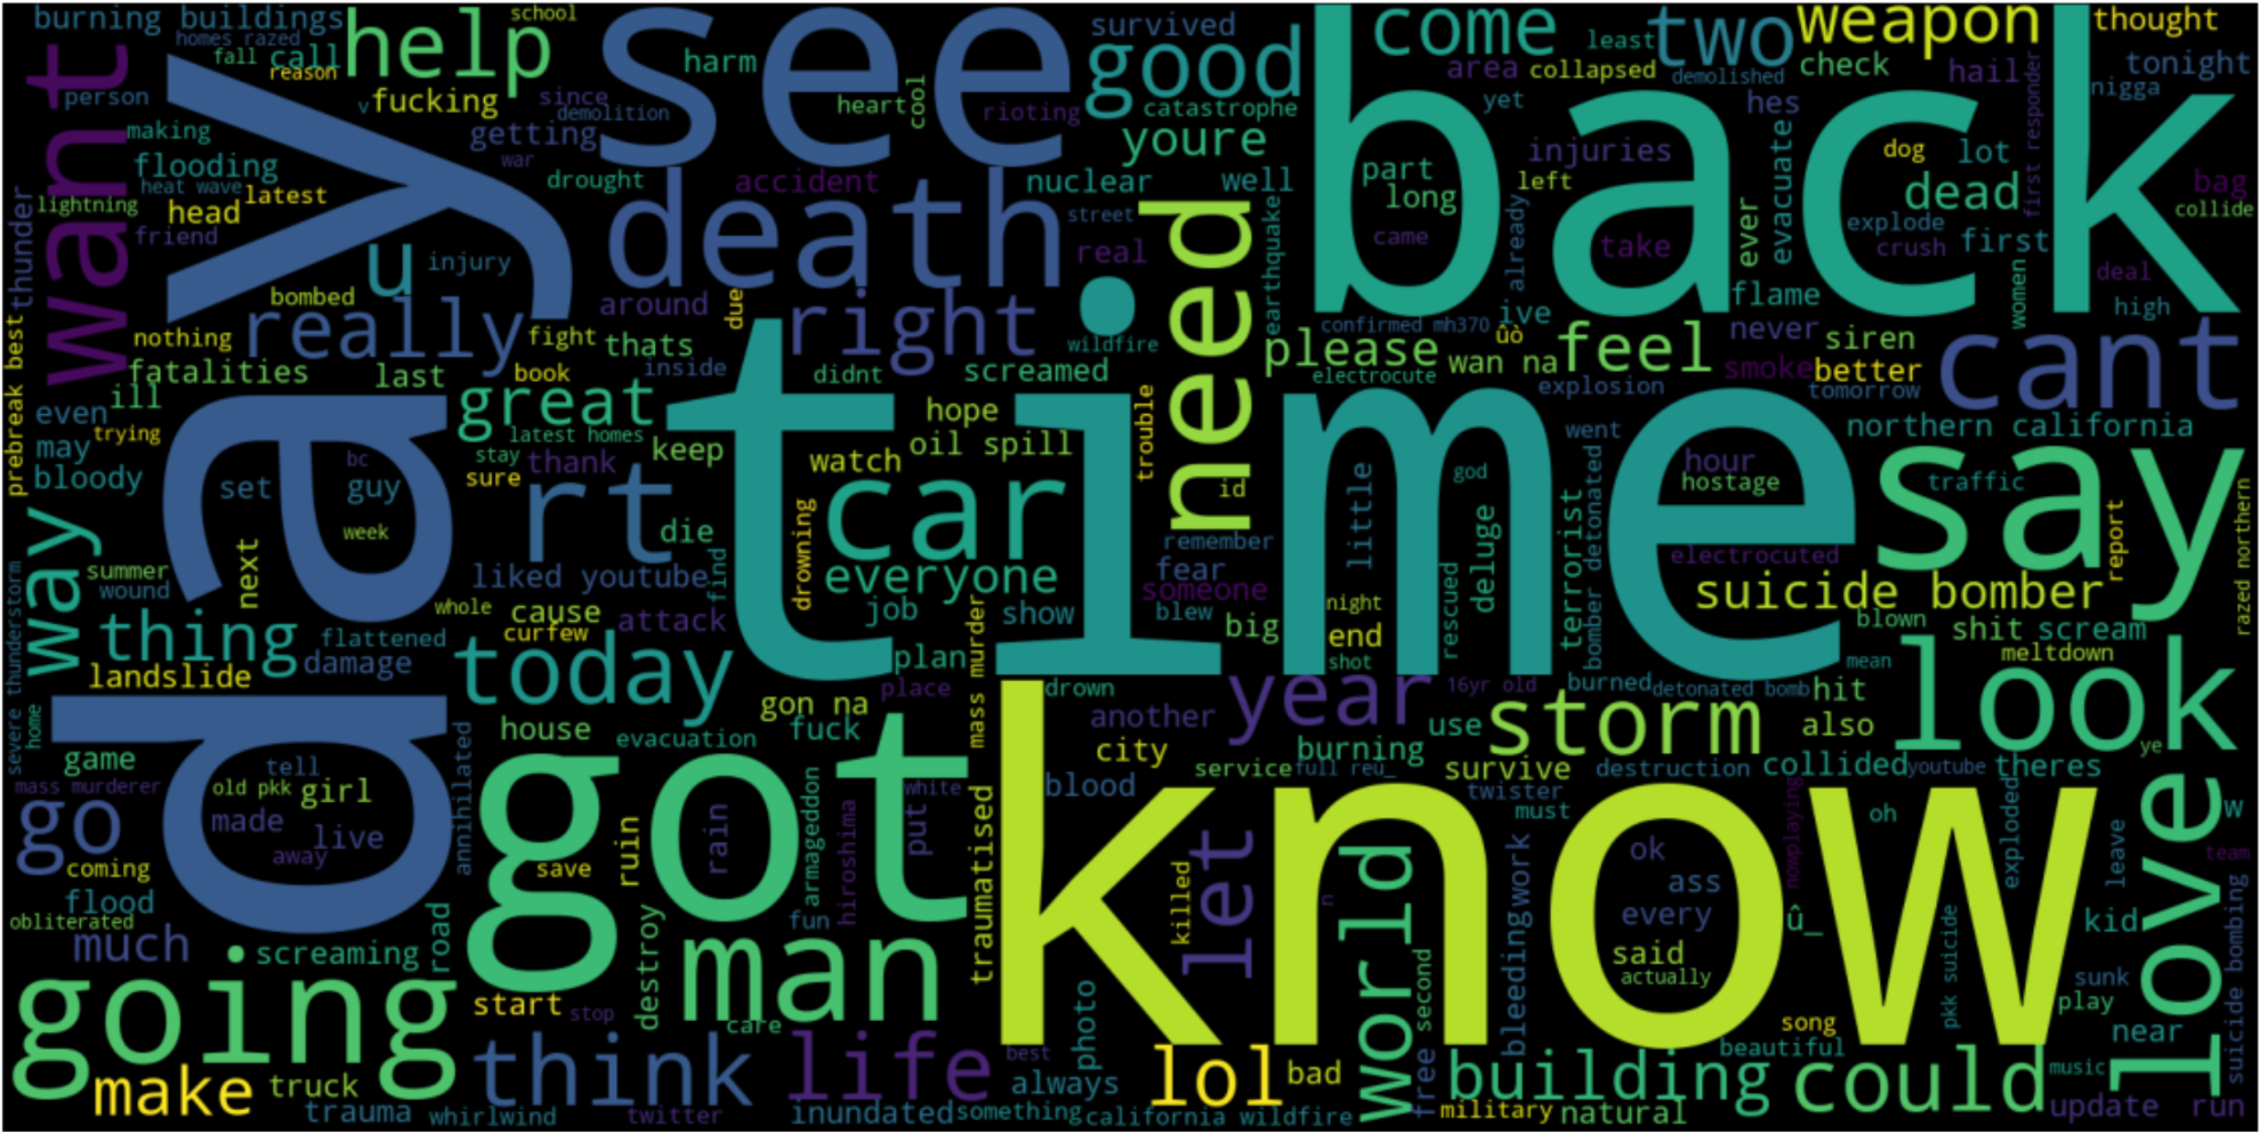 burning buildings
school
homes razed
fall
call
reason
help
see
survived
good
come
least
two
weapon
thought
want
person
v
fucking
since
demolition
harm
heart
cool
rioting
catastrophe
area
collapsed
demolished
check
hail
first responder
tonight
nigga
making
getting
war
youre
back
yet
hes
flooding
heat wave
latest
drought
accident
nuclear
well
part
long
injuries
left
evacuate
dog
lot
dead
bag
collide
thunder
lightning
head
friend
day
death
street
real
need
earthquake
came
already
take
ever
explode
crush
first
deal
u
injury
bombed
really
around
due
right
wildfire
confirmed mh370
ûò
ive
flame
women
high
prebreak best
nothing
fight
thats
inside
didnt
screamed
please
wan na
feel
never
siren
cant
fatalities
last
book
electrocute
explosion
smoke
better
tomorrow
even
ill
great
hope
trouble
time
went
northern california
may
trying
latest homes
keep
oil spill
bloody
bc
stay
thank
watch
set
guy
sure
rt
car
id
little
god
hour
hostage
say
traffic
way
week
die
drowning
remember
deluge
terrorist
bomber detonated
electrocuted
report
razed northern
summer
wound
next
liked youtube
find
everyone
fear
someone
suicide bomber
severe thunderstorm
whole
cause
job
show
blew
night
rescued
blown
thing
flattened
curfew
attack
mass murder
big
end
shit
scream
landslide
damage
today
plan
shot
meltdown
mean
home
place
drown
year
16yr old
burned
detonated bomb
hit
look
gon na
another
storm
also
house
evacuation
fuck
city
use
game
annihilated
got
burning
ye
tell
service
full reu_
survive
destruction
collided
youtube
theres
mass murderer
old pkk
girl
armageddon
white
blood
twister
go
made
live
hiroshima
put
know
must
nowplaying
oh
exploded
love
w
away
ruin
rain
traumatised
let
world
ok
leave
team
coming
save
killed
n
work
ass
flood
every
û_
kid
obliterated
fun
much
screaming
road
destroy
man
bleeding
said
actually
pkk suicide
sunk
suicide bombing
going
start
stop
care
photo
second
song
play
near
make
truck
think
life
best
always
lol
bad
free
building
beautiful
could
music
trauma
whirlwind
twitter
inundated
something
california wildfire
military
natural
update
run